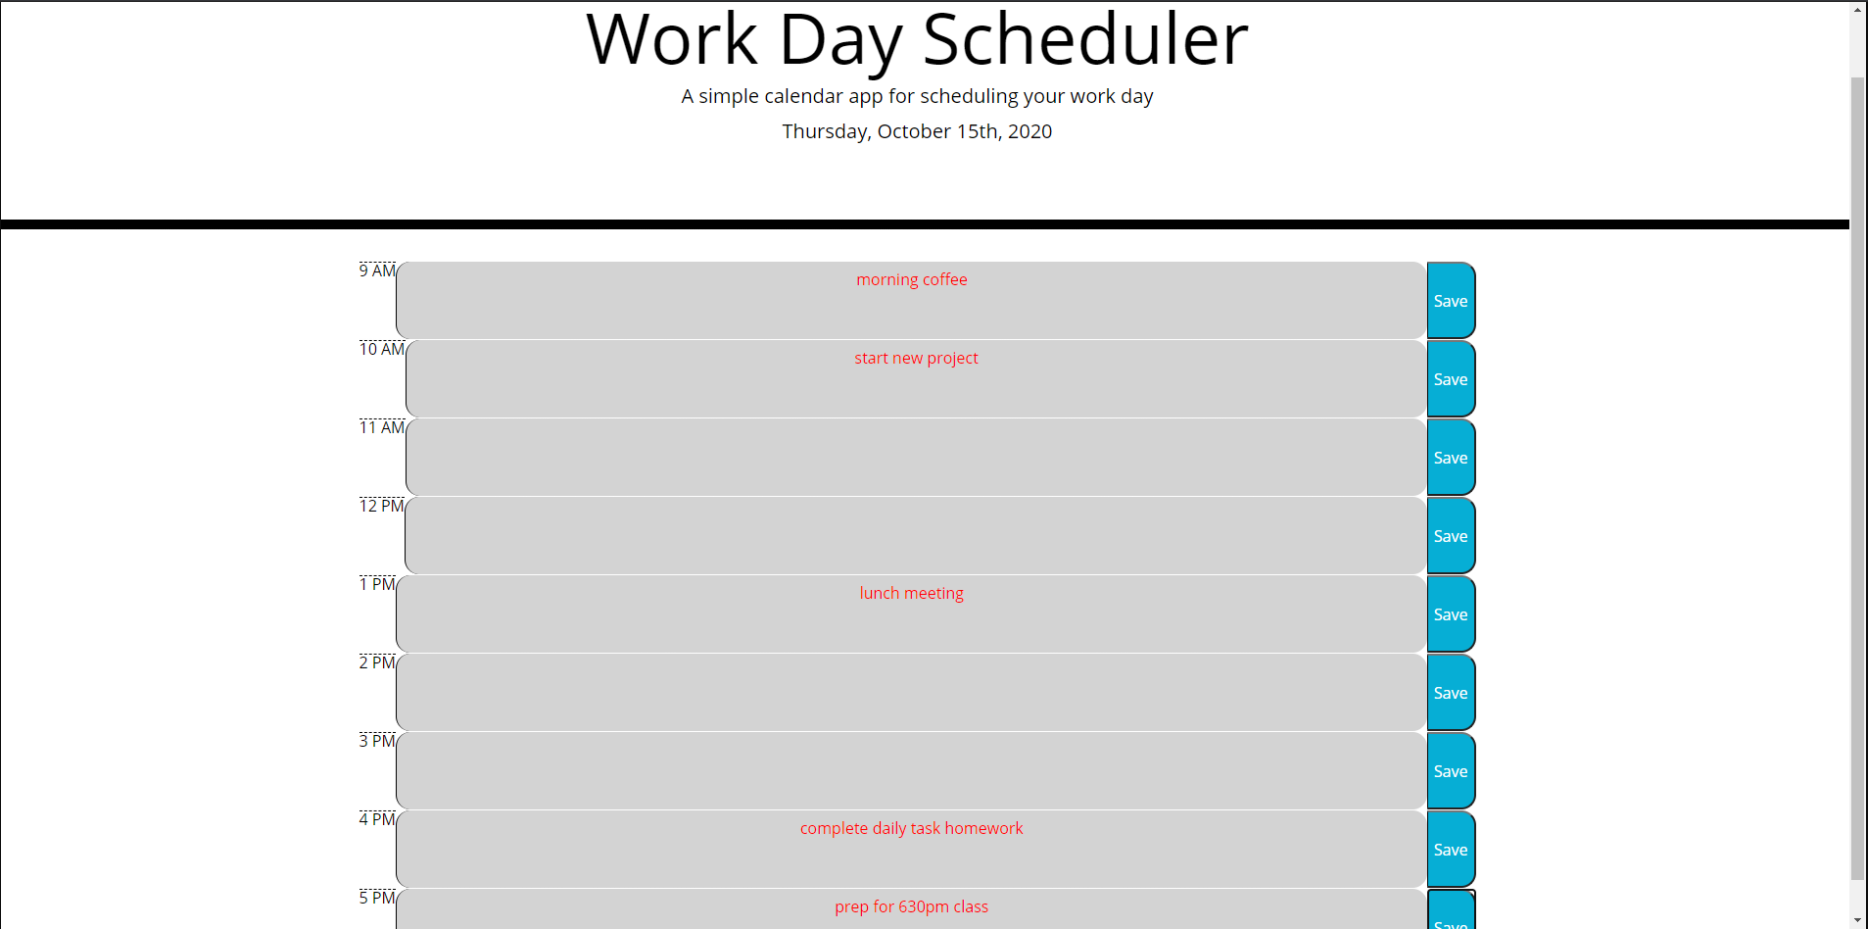 Work Day Scheduler
A simple calendar app for scheduling your work day
Thursday, October 15th, 2020
9 AM morning coffee Save
10 AM start new project Save
11 AM Save
12 PM Save
1 PM lunch meeting Save
2 PM Save
3 PM Save
4 PM complete daily task homework Save
5 PM prep for 630pm class Save